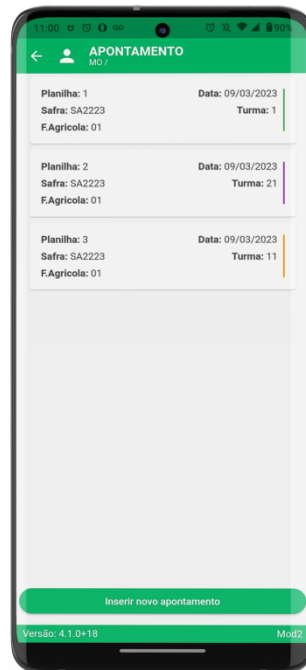 11:00
90%
APONTAMENTO
MO /
Planilha: 1 Data: 09/03/2023
Safra: SA2223 Turma: 1
F.Agricola: 01
Planilha: 2 Data: 09/03/2023
Safra: SA2223 Turma: 21
F.Agricola: 01
Planilha: 3 Data: 09/03/2023
Safra: SA2223 Turma: 11
F.Agricola: 01
Inserir novo apontamento
Versão: 4.1.0+18 Mod2